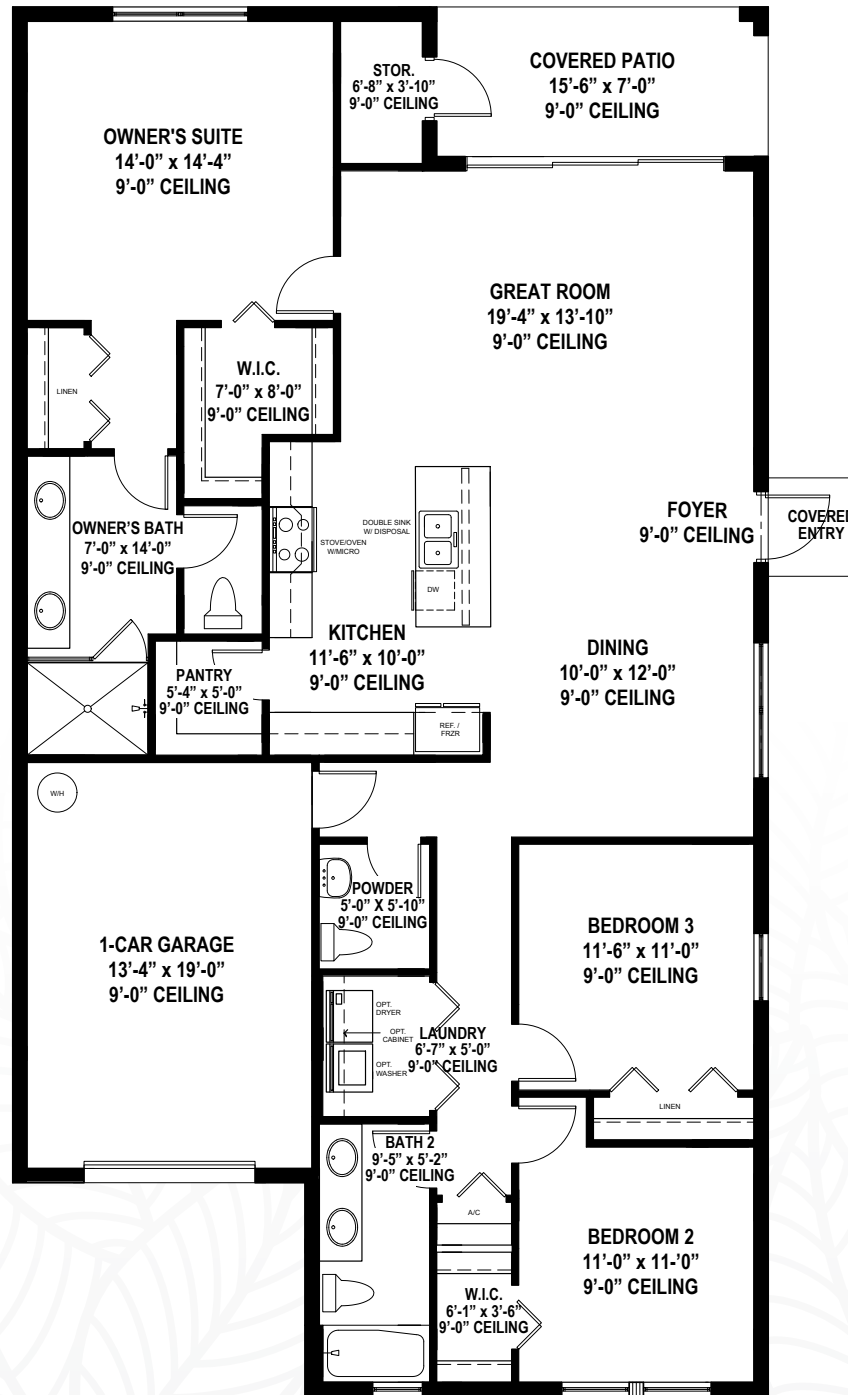 STOR.
6'-8” x 3'-10”
9'-0” CEILING
COVERED PATIO
15'-6” x 7'-0”
9'-0” CEILING
OWNER'S SUITE
14'-0” x 14'-4”
9'-0” CEILING
GREAT ROOM
19'-4” x 13'-10”
9'-0” CEILING
W.I.C.
7'-0” x 8'-0”
9'-0” CEILING
LINEN
OWNER'S BATH
7'-0” x 14'-0”
9'-0” CEILING
STOVE/OVEN
W/MICRO
DOUBLE SINK
W/ DISPOSAL
DW
FOYER
9'-0” CEILING
COVERED
ENTRY
KITCHEN
11'-6” x 10'-0”
9'-0” CEILING
DINING
10'-0” x 12'-0”
9'-0” CEILING
PANTRY
5'-4” x 5'-0”
9'-0” CEILING
REF. /
FRZR
W/H
1-CAR GARAGE
13'-4” x 19'-0”
9'-0” CEILING
POWDER
5'-0” X 5'-10”
9'-0” CEILING
BEDROOM 3
11'-6” x 11'-0”
9'-0” CEILING
OPT.
DRYER
OPT.
CABINET
OPT.
WASHER
LAUNDRY
6'-7” x 5'-0”
9'-0” CEILING
LINEN
BATH 2
9'-5” x 5'-2”
9'-0” CEILING
A/C
BEDROOM 2
11'-0” x 11-'0”
9'-0” CEILING
W.I.C.
6'-1” x 3'-6”
9'-0” CEILING